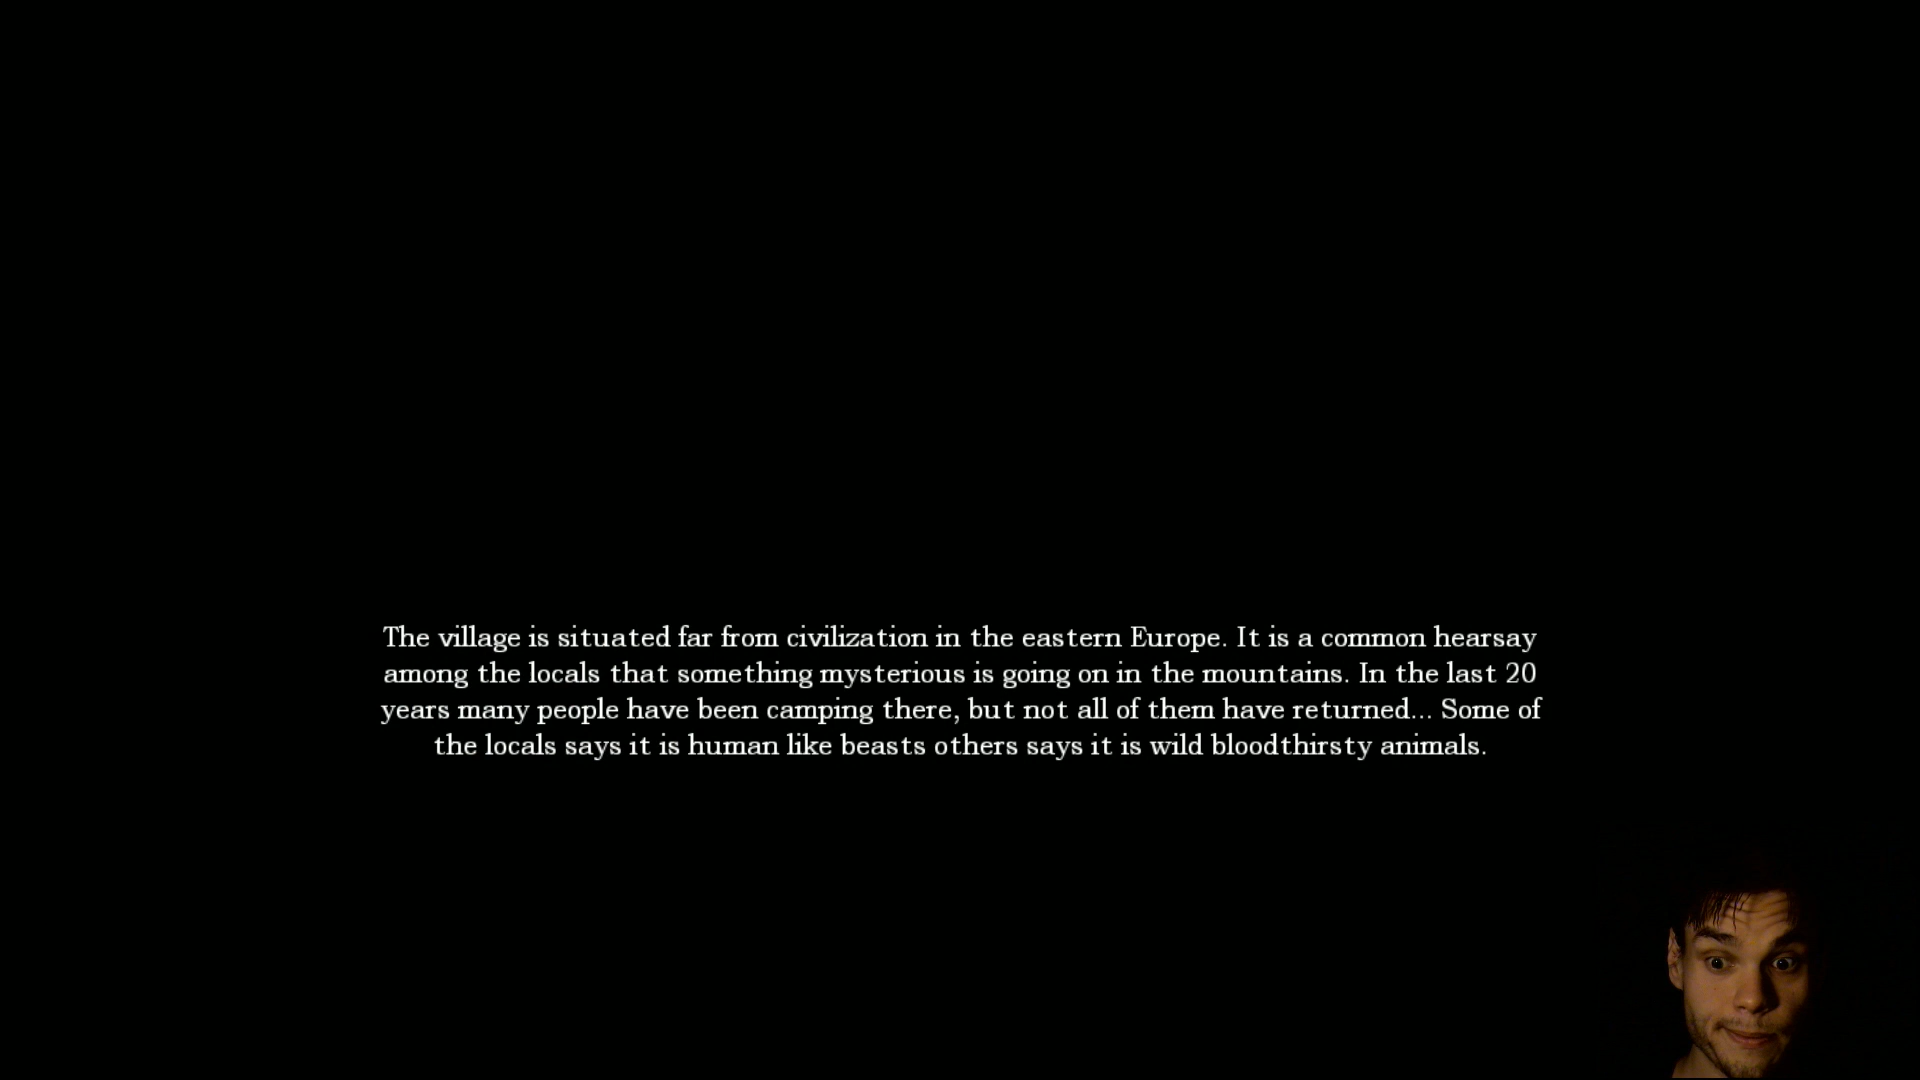 The village is situated far from civilization in the eastern Europe. It is a common hearsay
among the locals that something mysterious is going on in the mountains. In the last 20
years many people have been camping there, but not all of them have returned... Some of
the locals says it is human like beasts others says it is wild bloodthirsty animals.